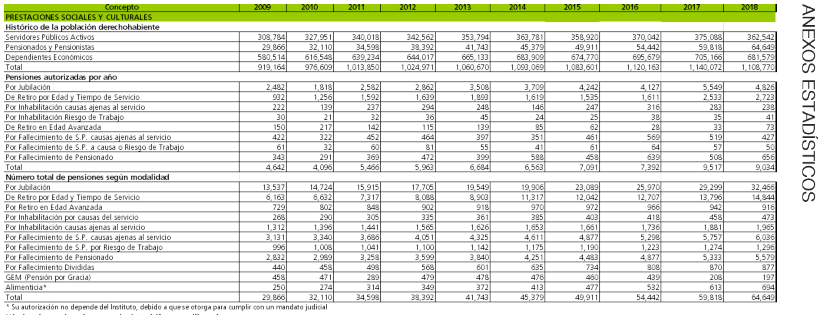 Concepto 2009 2010 2011 2012 2013 2014 2015 2016 2017 2018
PRESTACIONES SOCIALES Y CULTURALES
Histórico de la población derechohabiente
Servidores Públicos Activos 308,784 327,951 340,018 342,562 353,794 363,781 358,920 370,042 375,088 362,542
Pensionados y Pensionistas 29,866 32,110 34,598 38,392 41,743 45,379 49,911 54,442 59,818 64,649
Dependientes Económicos 580,514 616,548 639,234 644,017 665,133 683,909 674,770 695,679 705,166 681,579
Total 919,164 976,609 1,013,850 1,024,971 1,060,670 1,093,069 1,083,601 1,120,163 1,140,072 1,108,770
Pensiones autorizadas por año
Por Jubilación 2,482 1,818 2,582 2,862 3,508 3,709 4,242 4,127 5,549 4,826
De Retiro por Edad y Tiempo de Servicio 932 1,256 1,592 1,639 1,893 1,619 1,535 1,611 2,533 2,723
Por Inhabilitación causas ajenas al servicio 222 139 237 294 248 146 247 316 283 238
Por Inhabilitación Riesgo de Trabajo 30 21 32 36 45 24 25 38 35 41
De Retiro en Edad Avanzada 150 217 142 115 139 85 62 28 33 73
Por Fallecimiento de S.P. causas ajenas al servicio 422 322 452 464 397 351 461 569 519 427
Por Fallecimiento de S.P. a causa o Riesgo de Trabajo 61 32 60 81 55 41 61 64 57 50
Por Fallecimiento de Pensionado 343 291 369 472 399 588 458 639 508 656
Total 4,642 4,096 5,466 5,963 6,684 6,563 7,091 7,392 9,517 9,034
Número total de pensiones según modalidad
Por Jubilación 13,537 14,724 15,915 17,705 19,549 19,906 23,089 25,970 29,299 32,466
De Retiro por Edad y Tiempo de Servicio 6,163 6,632 7,317 8,088 8,903 11,317 12,042 12,707 13,796 14,844
Por Retiro en Edad Avanzada 729 802 848 902 918 970 972 966 942 916
Por Inhabilitación por causas del servicio 268 290 305 335 361 385 403 418 458 473
Por Inhabilitación causas ajenas al servicio 1,312 1,396 1,441 1,565 1,626 1,653 1,661 1,736 1,881 1,965
Por Fallecimiento de S.P. causas ajenas al servicio 3,131 3,340 3,686 4,051 4,325 4,611 4,877 5,298 5,757 6,036
Por Fallecimiento de S.P. por Riesgo de Trabajo 996 1,008 1,041 1,100 1,142 1,175 1,190 1,223 1,274 1,296
Por Fallecimiento de Pensionado 2,832 2,989 3,258 3,599 3,840 4,251 4,483 4,877 5,333 5,579
Por Fallecimiento Divididas 440 458 498 568 601 635 734 808 870 877
GEM (Pensión por Gracia) 458 471 289 479 478 476 460 439 208 197
Alimenticia* 250 274 314 349 372 413 477 532 613 694
Total 29,866 32,110 34,598 38,392 41,743 45,379 49,911 54,442 59,818 64,649
* Su autorización no depende del Instituto, debido a que se otorga para cumplir con un mandato judicial
ANEXOS ESTADÍSTICOS